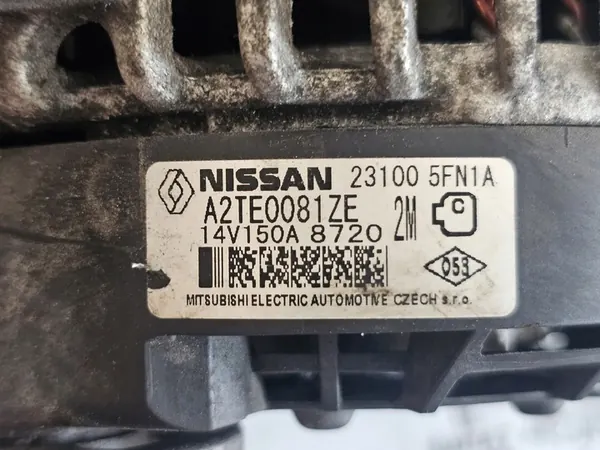 NISSAN 23100 5FN1A
A2TE0081ZE 2M C
14V150A 8720
053
MITSUBISHI ELECTRIC AUTOMOTIVE CZECH s.r.o.